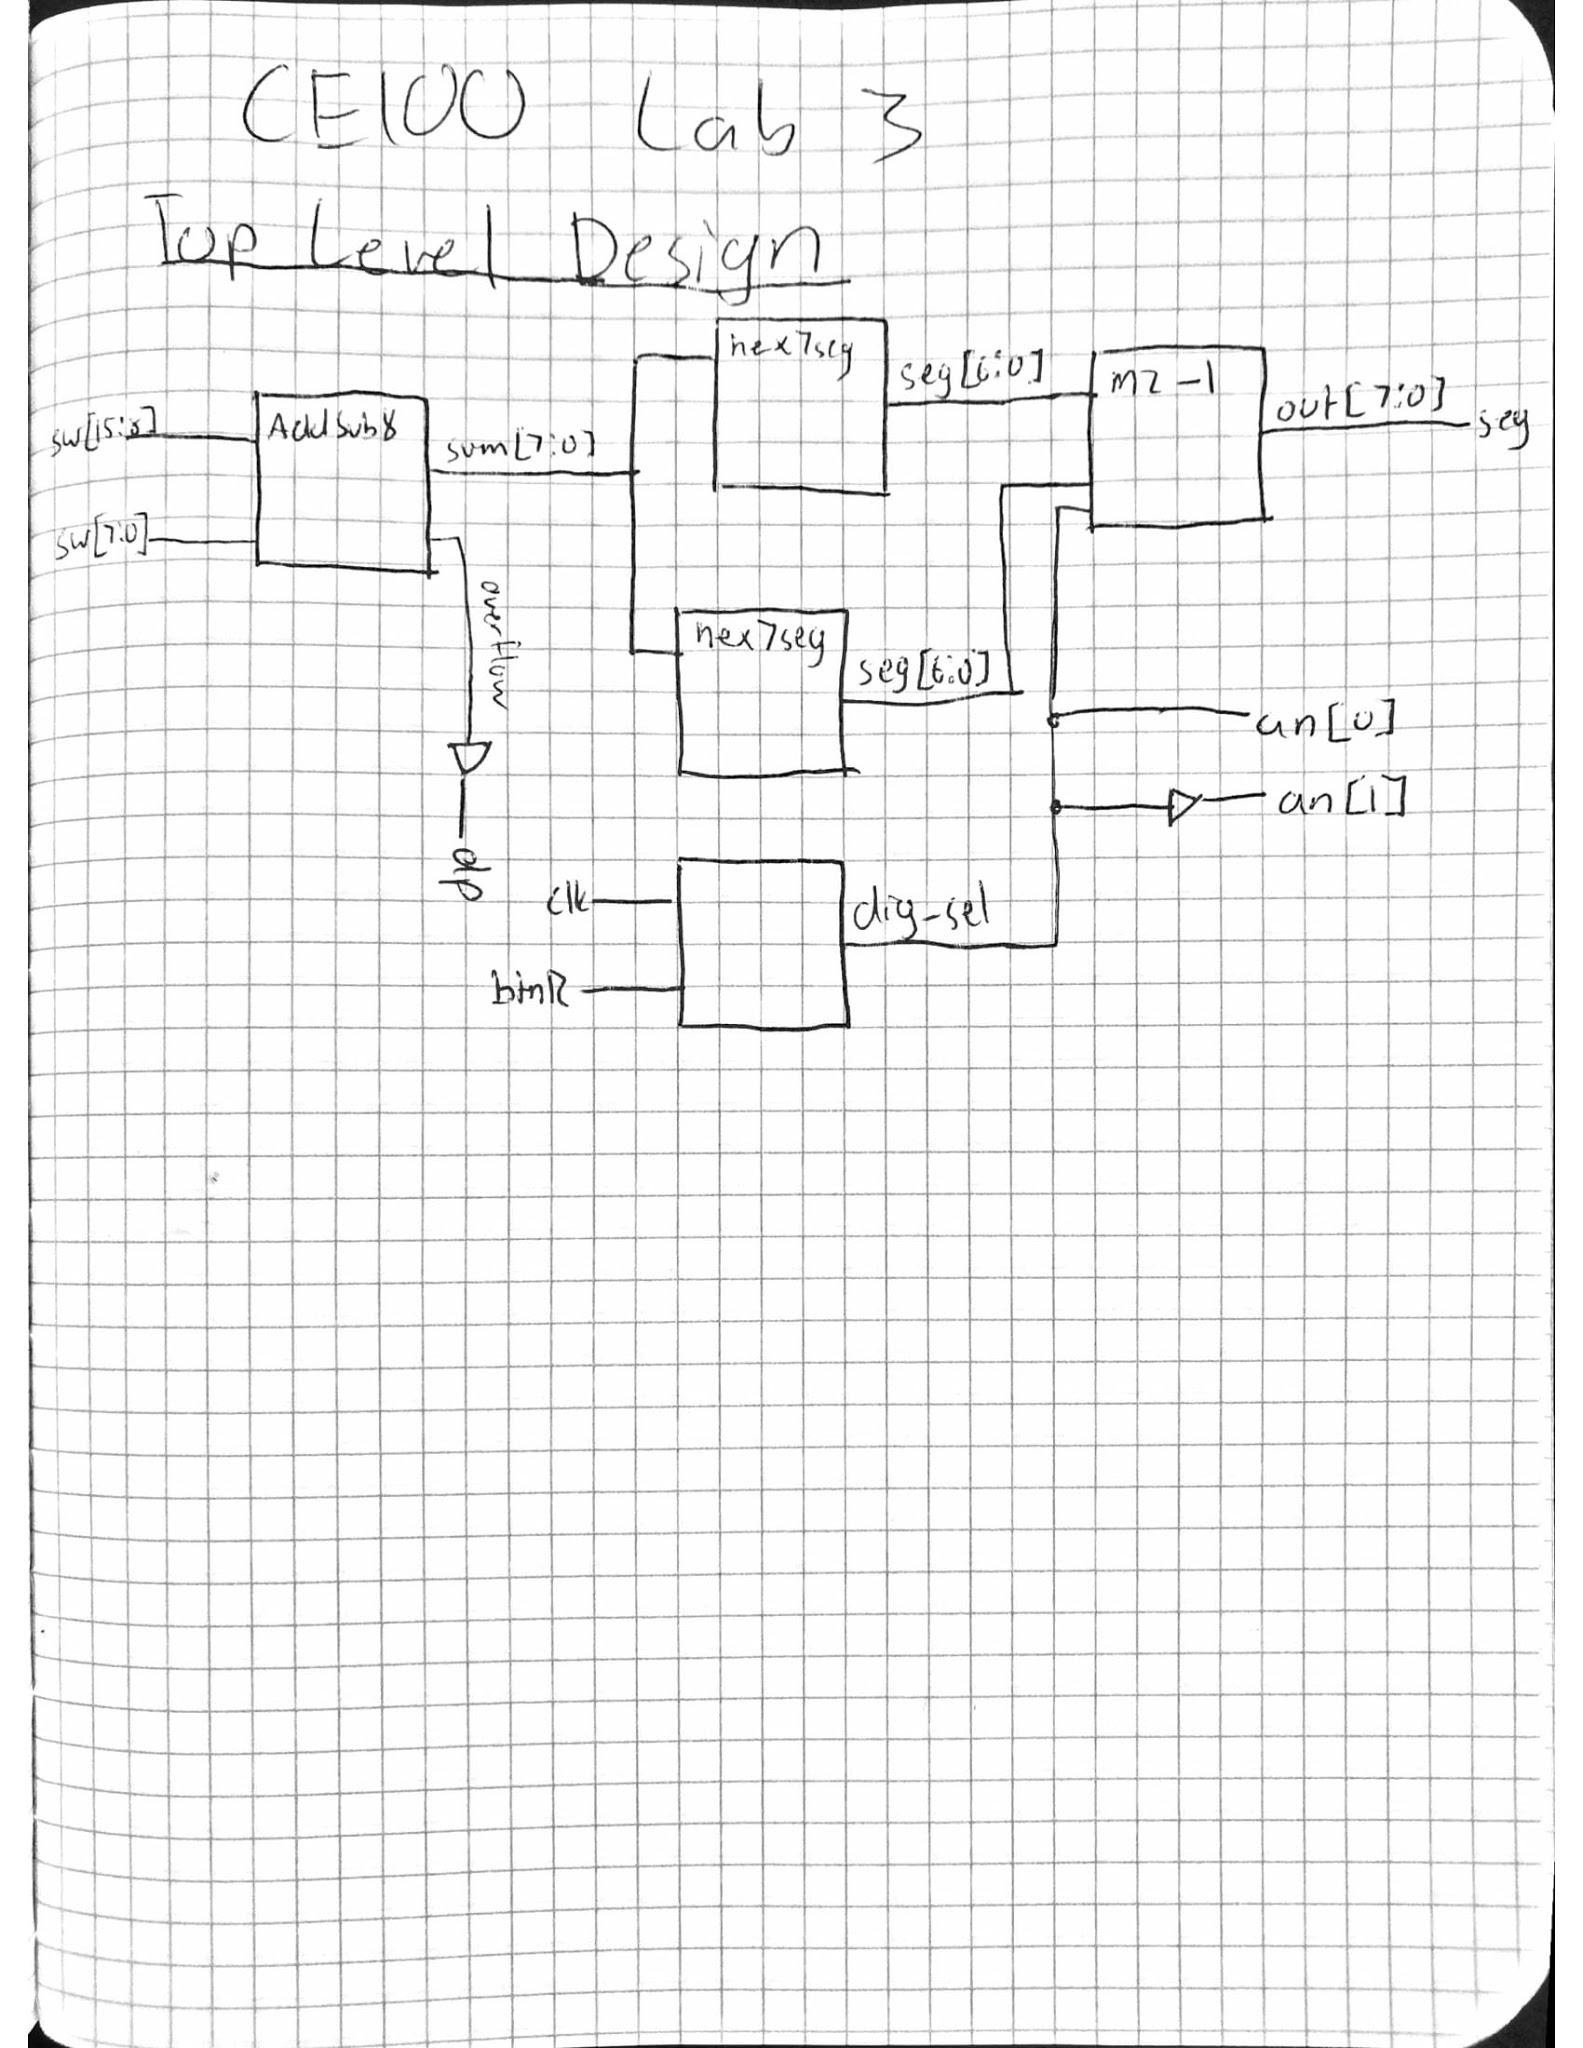 CE100 Lab 3
Top Level Design
hex7seg
seg[6:0]
m2-1
out[7:0]
seg
sw[15:8]
AddSub8
sum[7:0]
sw[7:0]
overflow
hex7seg
seg[6:0]
an[0]
an[1]
dp
clk
dig-sel
btnR